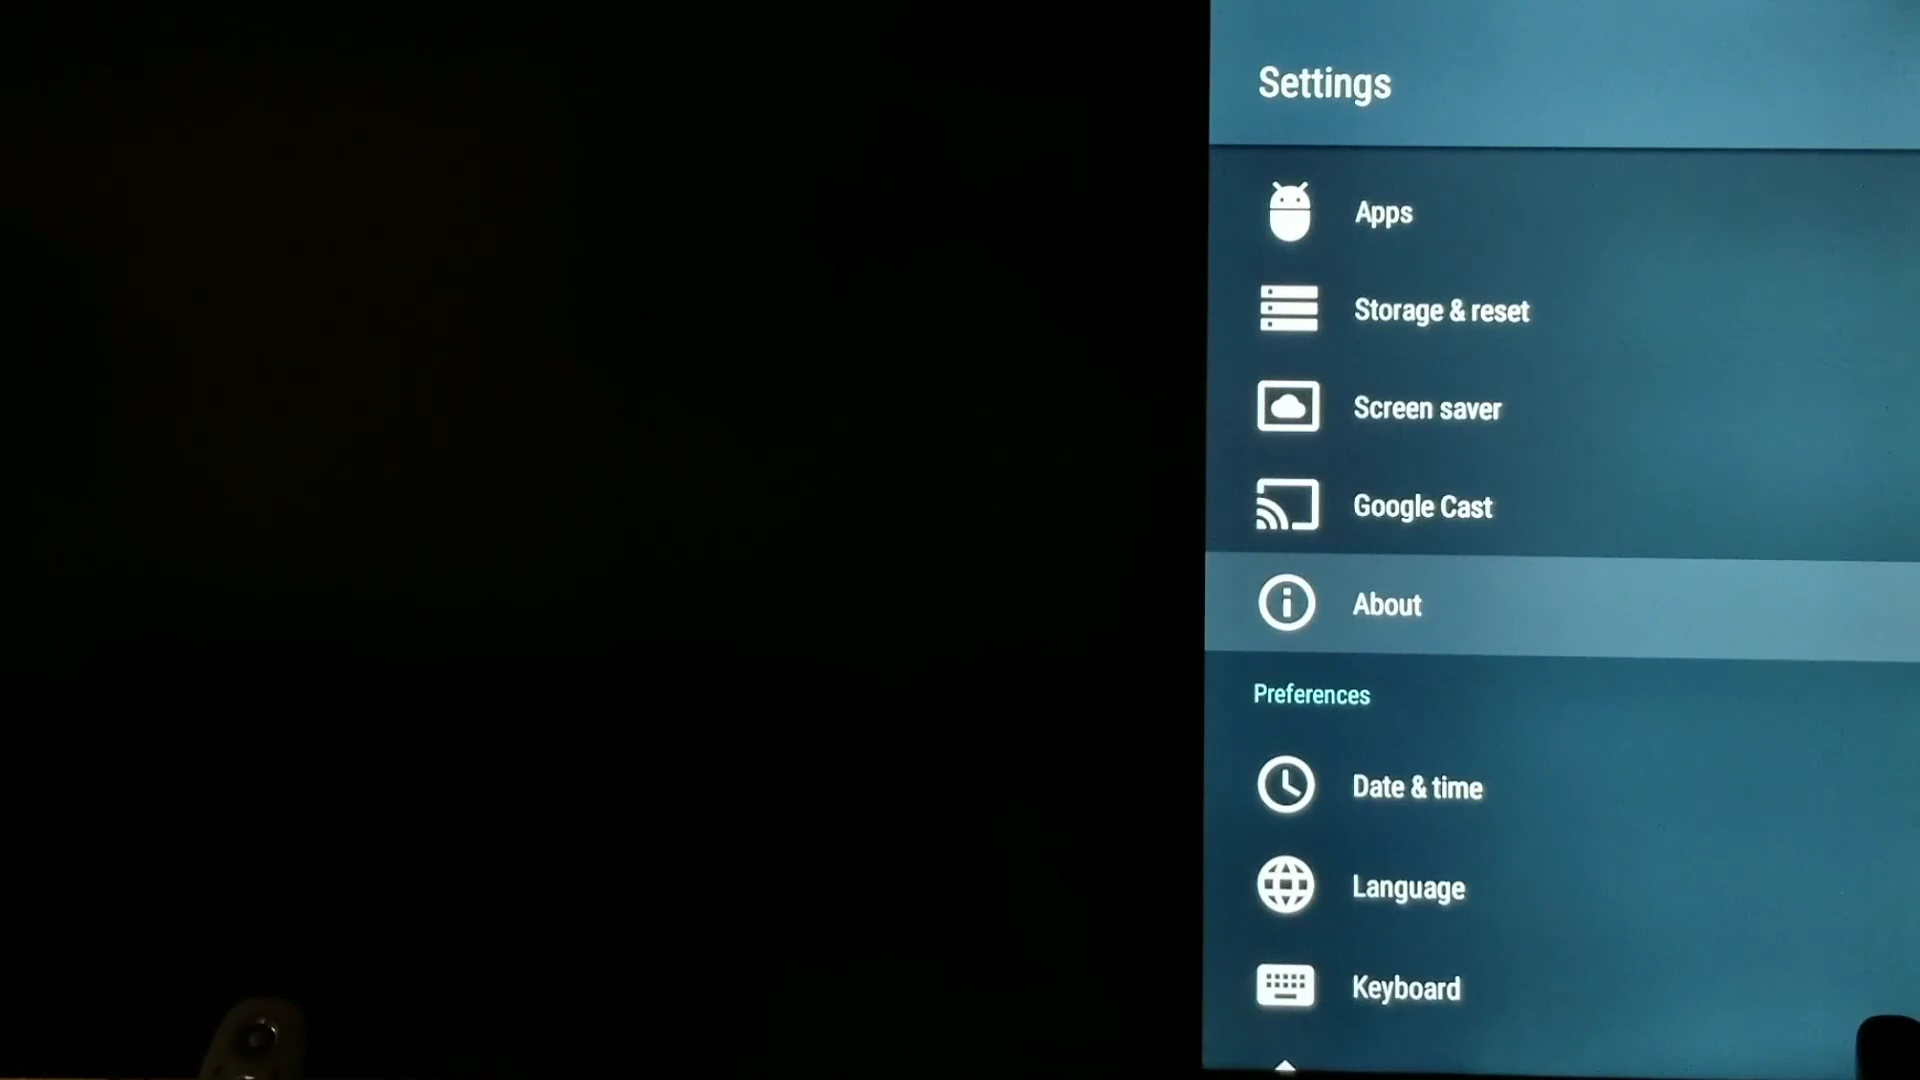 Settings
Apps
Storage & reset
Screen saver
Google Cast
About
Preferences
Date & time
Language
Keyboard